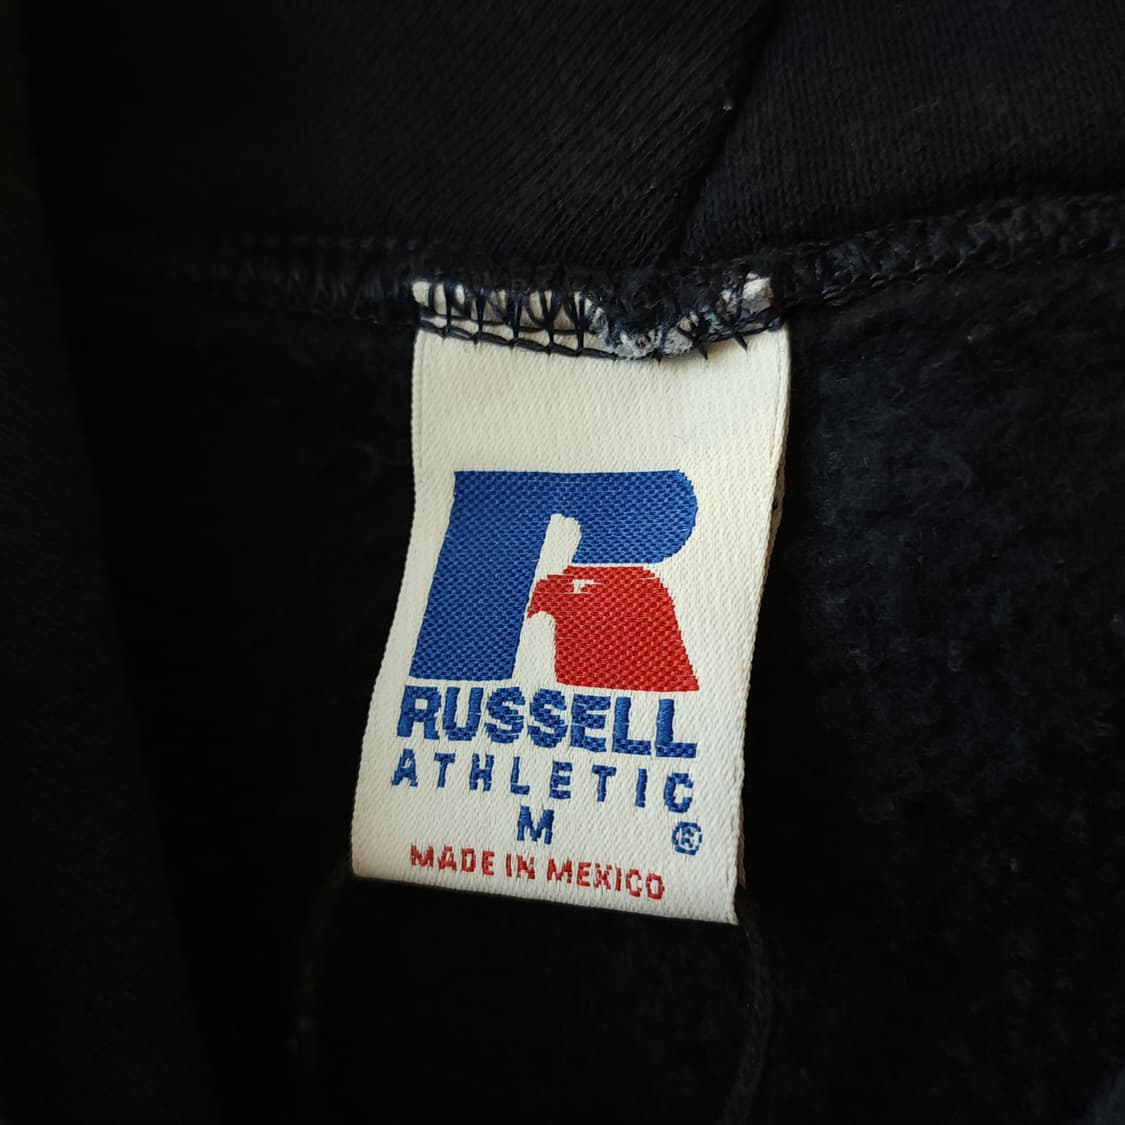 R
RUSSELL
ATHLETIC
M ®
MADE IN MEXICO